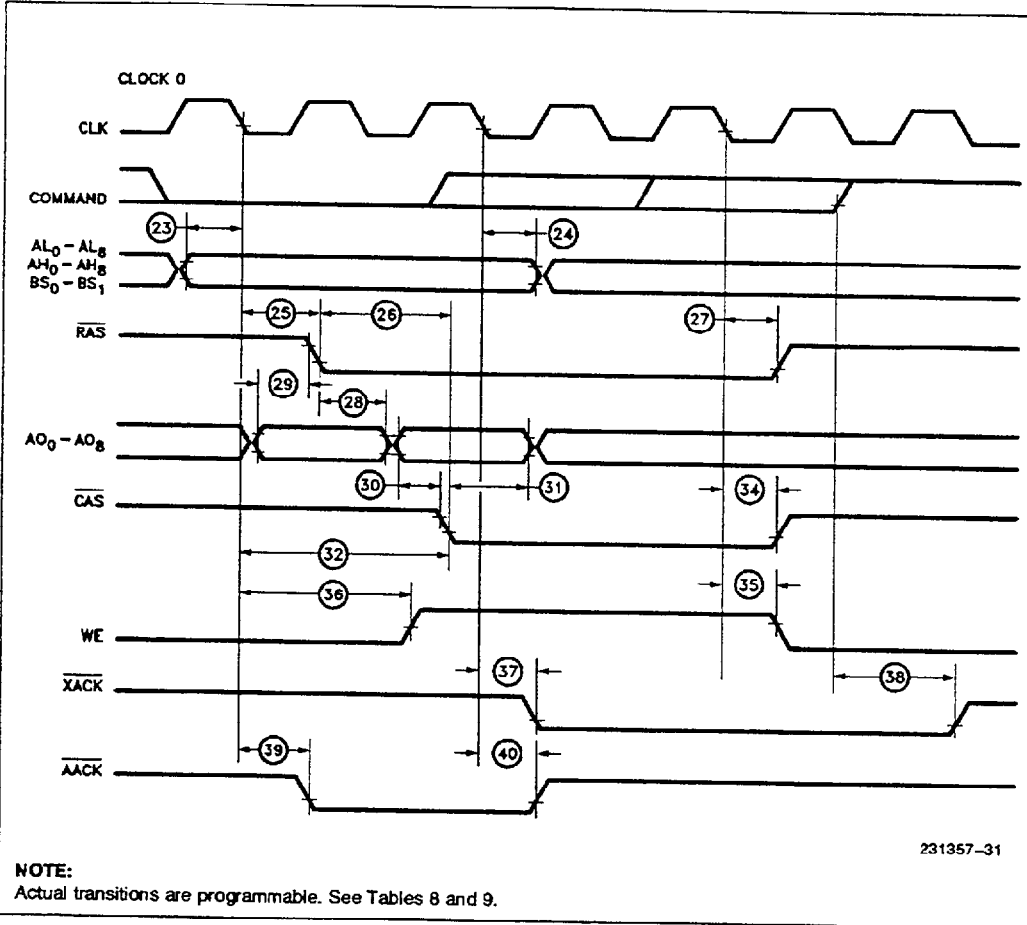 CLOCK 0
CLK
COMMAND
23
24
AL0 – AL8
AH0 – AH8
BS0 – BS1
25
26
27
RAS
29
28
AO0 – AO8
30
31
34
CAS
32
35
36
WE
37
38
XACK
39
40
AACK
231357–31
NOTE:
Actual transitions are programmable. See Tables 8 and 9.